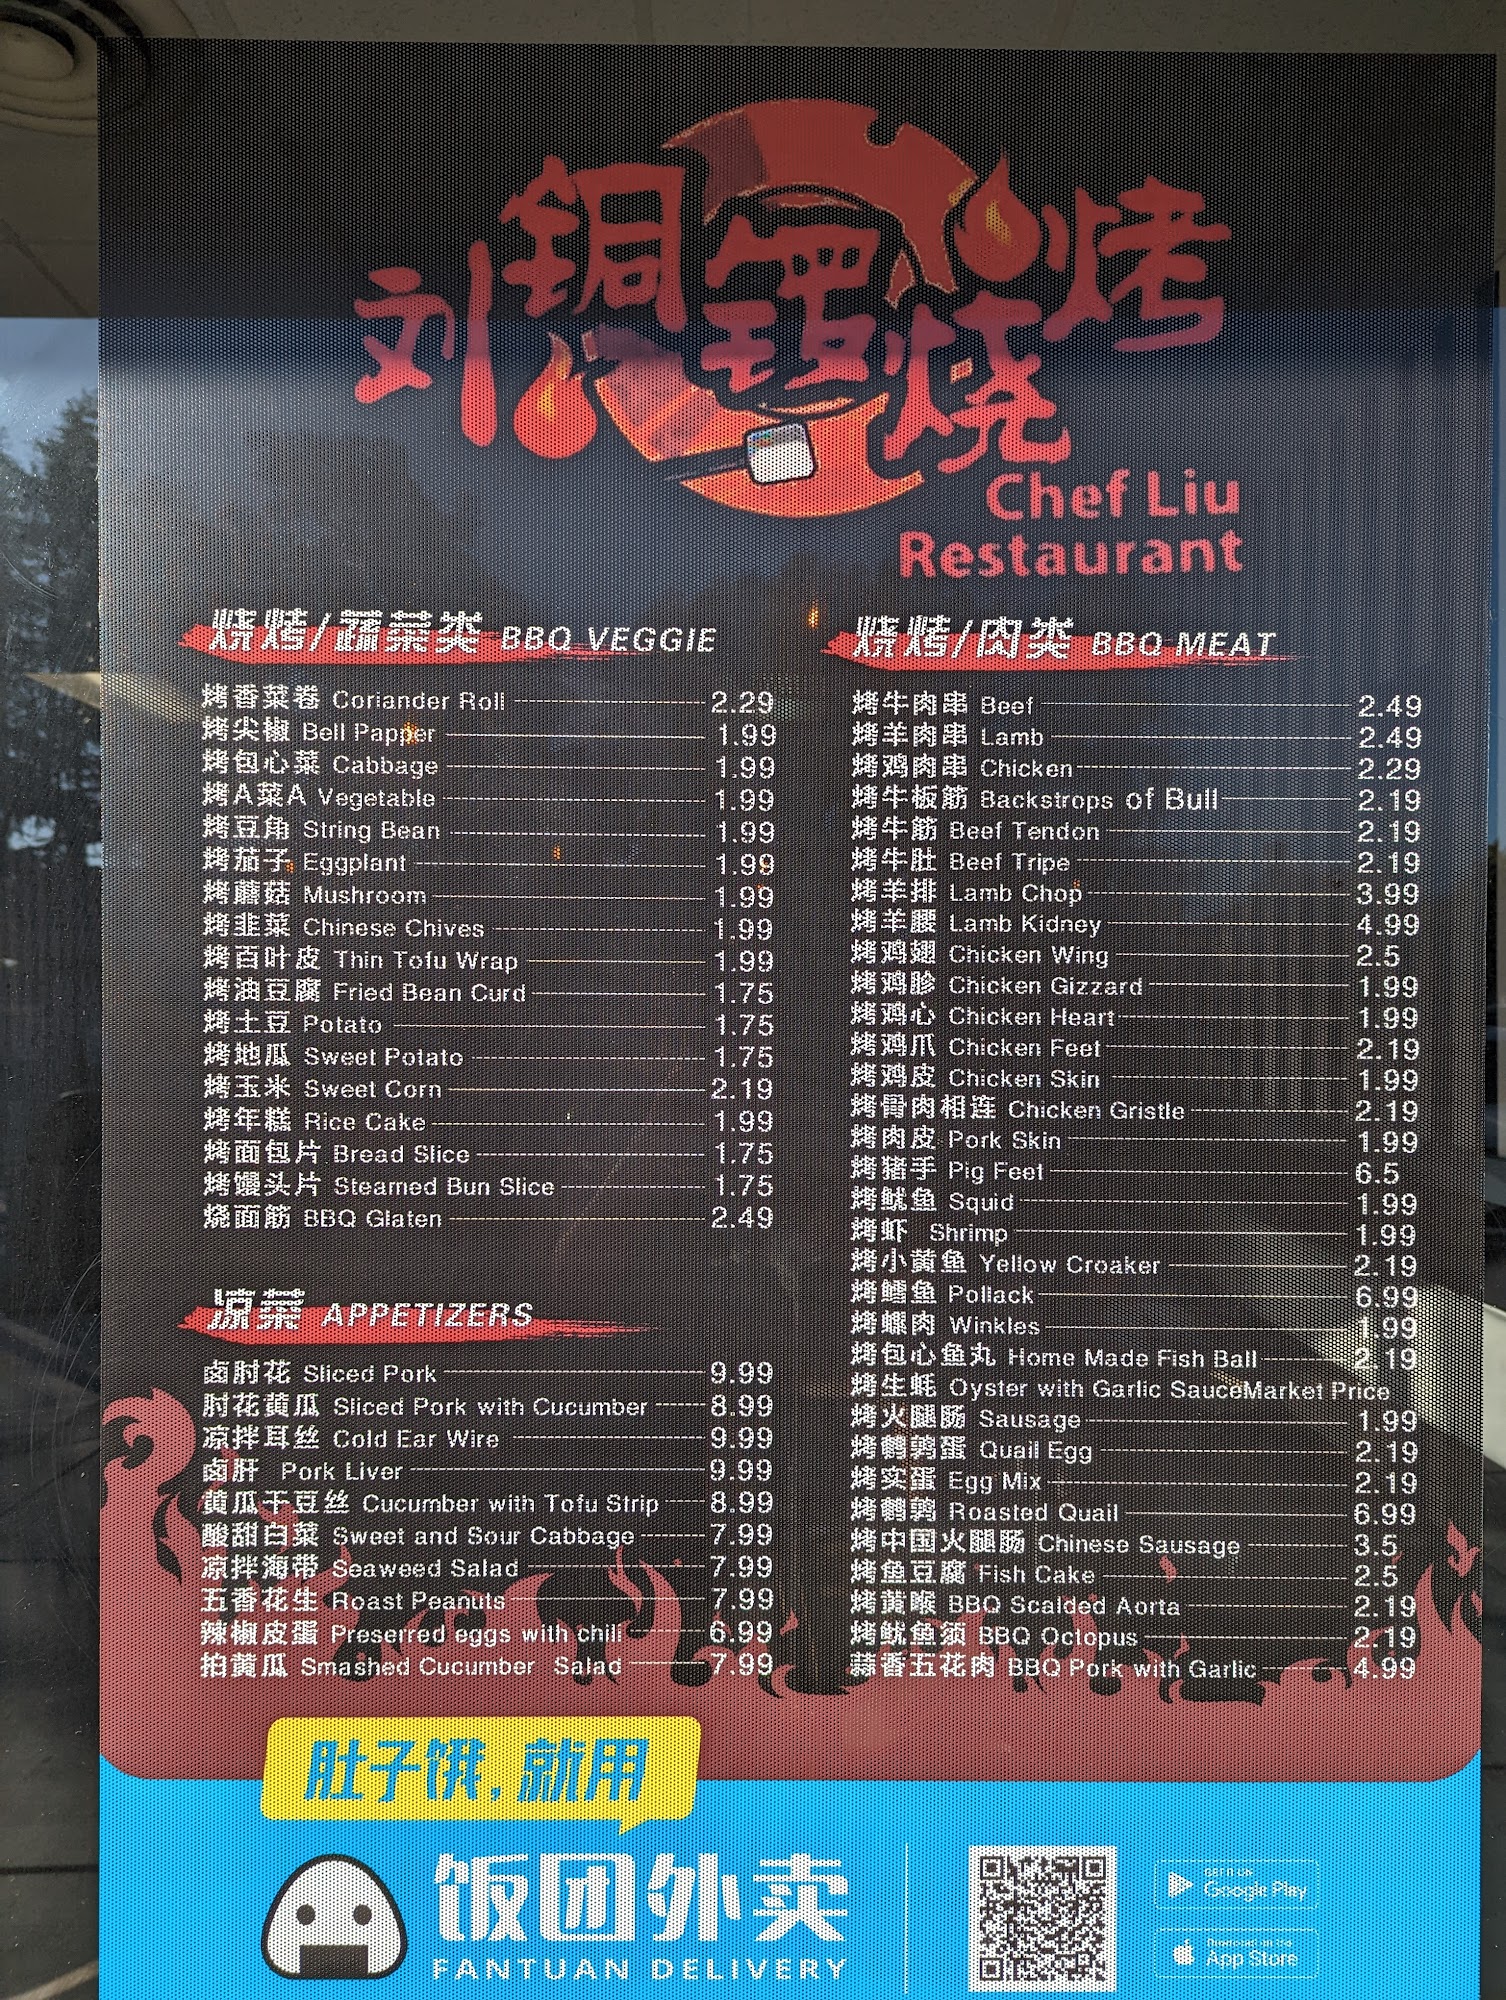 刘铜锣烧烤
Chef Liu
Restaurant
烧烤/蔬菜类 BBQ VEGGIE
烤香菜卷 Coriander Roll 2.29
烤尖椒 Bell Papper 1.99
烤包心菜 Cabbage 1.99
烤A菜A Vegetable 1.99
烤豆角 String Bean 1.99
烤茄子 Eggplant 1.99
烤蘑菇 Mushroom 1.99
烤韭菜 Chinese Chives 1.99
烤百叶皮 Thin Tofu Wrap 1.99
烤油豆腐 Fried Bean Curd 1.75
烤土豆 Potato 1.75
烤地瓜 Sweet Potato 1.75
烤玉米 Sweet Corn 2.19
烤年糕 Rice Cake 1.99
烤面包片 Bread Slice 1.75
烤馒头片 Steamed Bun Slice 1.75
烧面筋 BBQ Glaten 2.49
凉菜 APPETIZERS
卤肘花 Sliced Pork 9.99
肘花黄瓜 Sliced Pork with Cucumber 8.99
凉拌耳丝 Cold Ear Wire 9.99
卤肝 Pork Liver 9.99
黄瓜干豆丝 Cucumber with Tofu Strip 8.99
酸甜白菜 Sweet and Sour Cabbage 7.99
凉拌海带 Seaweed Salad 7.99
五香花生 Roast Peanuts 7.99
辣椒皮蛋 Preserred eggs with chili 6.99
拍黄瓜 Smashed Cucumber Salad 7.99
烧烤/肉类 BBQ MEAT
烤牛肉串 Beef 2.49
烤羊肉串 Lamb 2.49
烤鸡肉串 Chicken 2.29
烤牛板筋 Backstrops of Bull 2.19
烤牛筋 Beef Tendon 2.19
烤牛肚 Beef Tripe 2.19
烤羊排 Lamb Chop 3.99
烤羊腰 Lamb Kidney 4.99
烤鸡翅 Chicken Wing 2.5
烤鸡胗 Chicken Gizzard 1.99
烤鸡心 Chicken Heart 1.99
烤鸡爪 Chicken Feet 2.19
烤鸡皮 Chicken Skin 1.99
烤骨肉相连 Chicken Gristle 2.19
烤肉皮 Pork Skin 1.99
烤猪手 Pig Feet 6.5
烤鱿鱼 Squid 1.99
烤虾 Shrimp 1.99
烤小黄鱼 Yellow Croaker 2.19
烤鳕鱼 Pollack 6.99
烤螺肉 Winkles 1.99
烤包心鱼丸 Home Made Fish Ball 2.19
烤生蚝 Oyster with Garlic SauceMarket Price
烤火腿肠 Sausage 1.99
烤鹌鹑蛋 Quail Egg 2.19
烤实蛋 Egg Mix 2.19
烤鹌鹑 Roasted Quail 6.99
烤中国火腿肠 Chinese Sausage 3.5
烤鱼豆腐 Fish Cake 2.5
烤黄喉 BBQ Scalded Aorta 2.19
烤鱿鱼须 BBQ Octopus 2.19
蒜香五花肉 BBQ Pork with Garlic 4.99
肚子饿,就用
饭团外卖
FANTUAN DELIVERY
GET IT ON
Google Play
Download on the
App Store